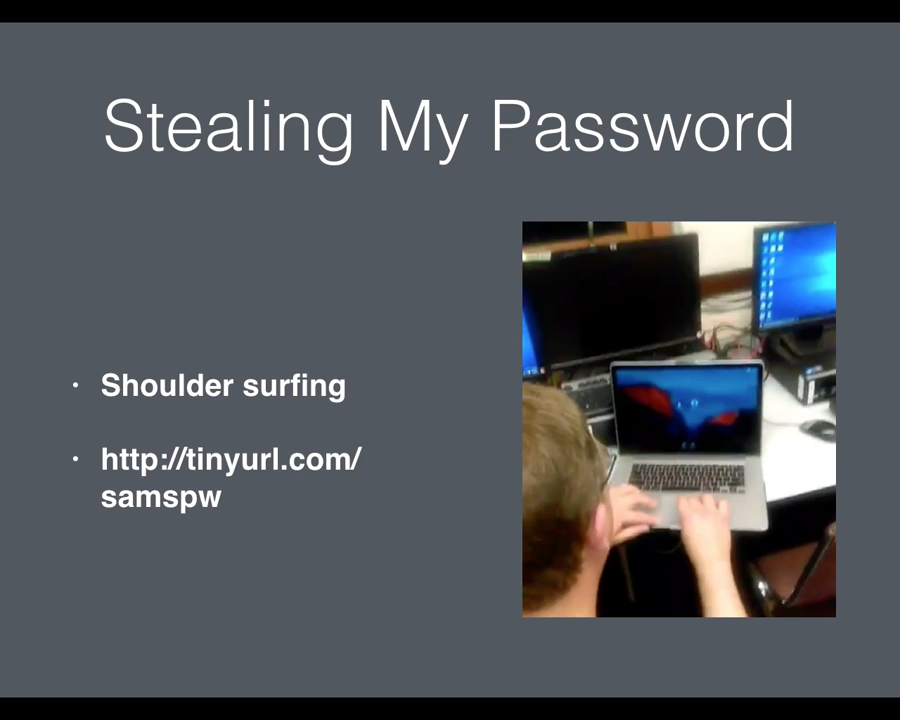 Stealing My Password
• Shoulder surfing
• http://tinyurl.com/
samspw